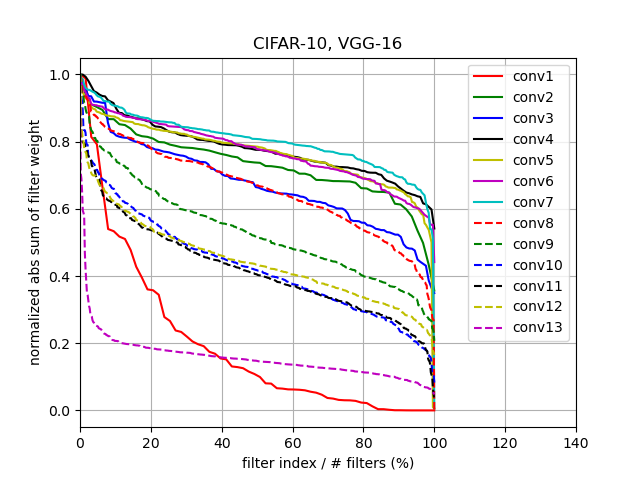 CIFAR-10, VGG-16
normalized abs sum of filter weight
1.0
0.8
0.6
0.4
0.2
0.0
conv1
conv2
conv3
conv4
conv5
conv6
conv7
conv8
conv9
conv10
conv11
conv12
conv13
0 20 40 60 80 100 120 140
filter index / # filters (%)